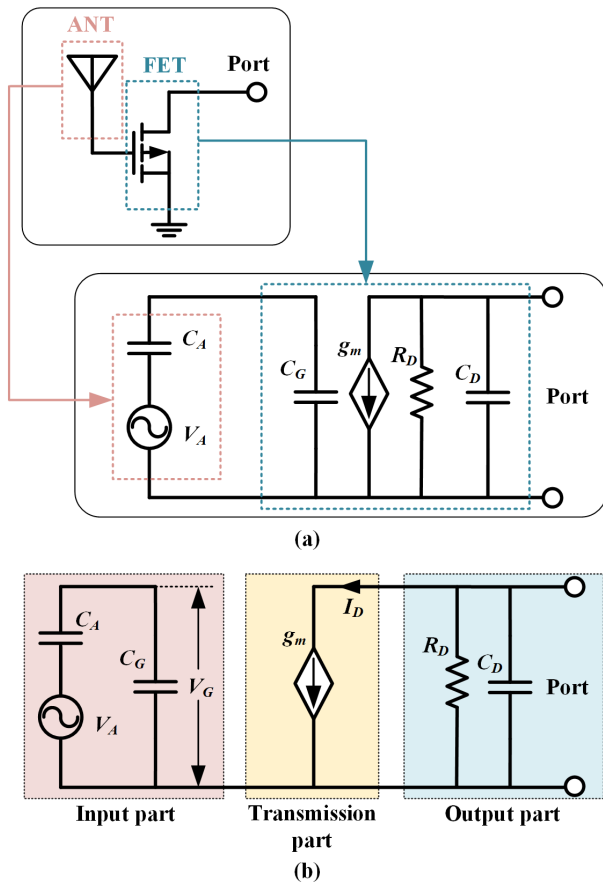 ANT
FET
Port
C_A
V_A
C_G
g_m
R_D
C_D
Port
(a)
C_A
V_A
C_G
V_G
g_m
I_D
R_D
C_D
Port
Input part
Transmission
part
Output part
(b)